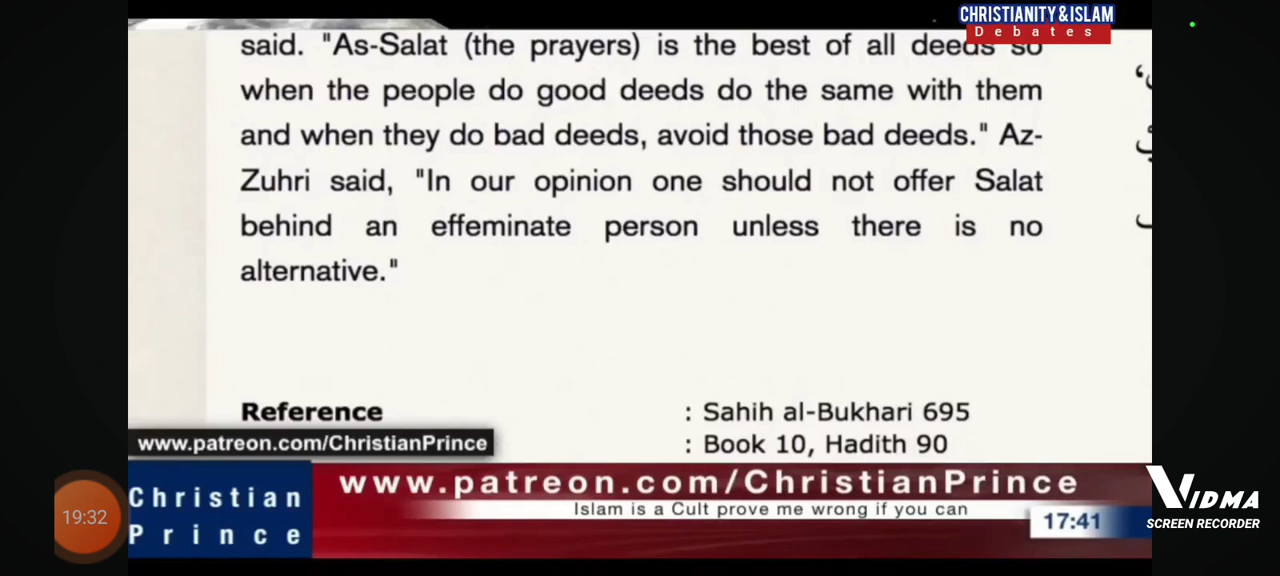 CHRISTIANITY & ISLAM
Debates
said. "As-Salat (the prayers) is the best of all deeds so
when the people do good deeds do the same with them
and when they do bad deeds, avoid those bad deeds." Az-
Zuhri said, "In our opinion one should not offer Salat
behind an effeminate person unless there is no
alternative."
Reference : Sahih al-Bukhari 695
: Book 10, Hadith 90
www.patreon.com/ChristianPrince
www.patreon.com/ChristianPrince
Christian
Prince
Islam is a Cult prove me wrong if you can
17:41
19:32
VIDMA
SCREEN RECORDER